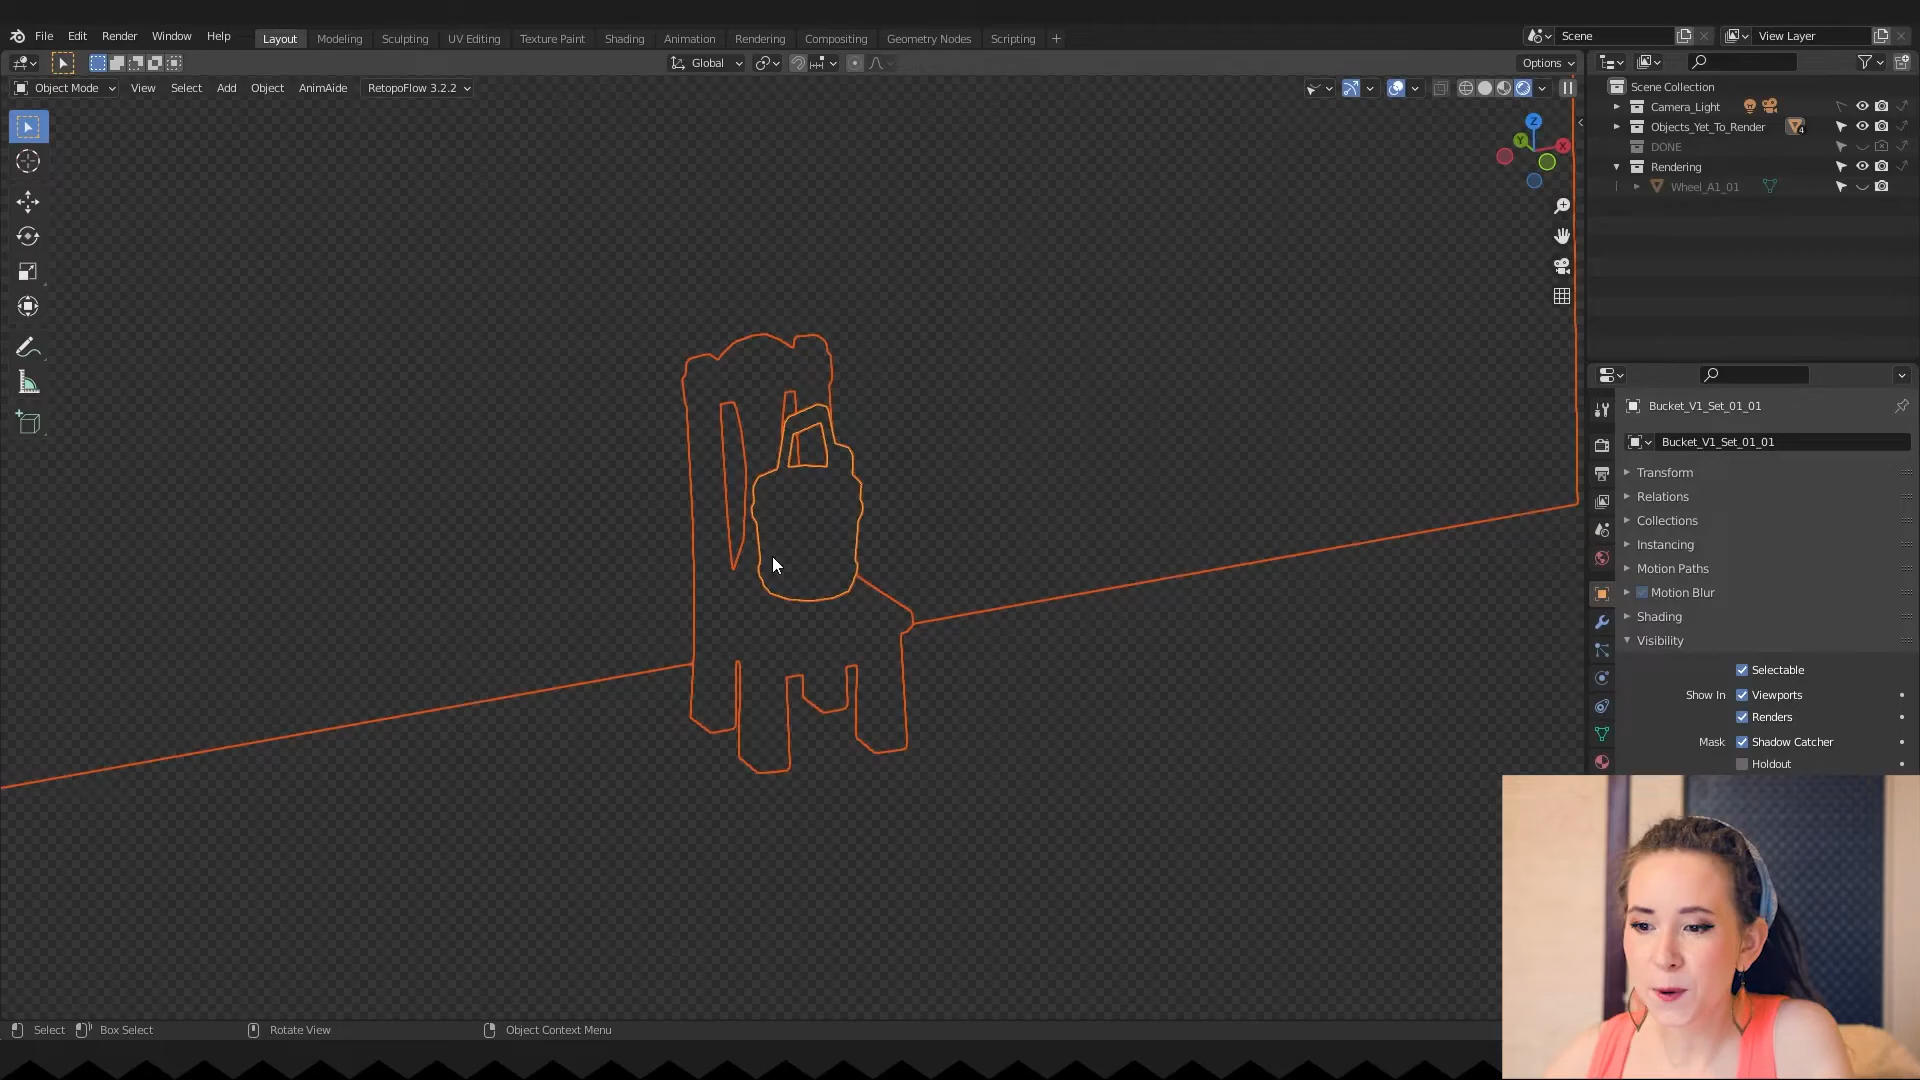 File Edit Render Window Help Layout Modeling Sculpting UV Editing Texture Paint Shading Animation Rendering Compositing Geometry Nodes Scripting + Scene View Layer
Global Options
Object Mode View Select Add Object AnimAide RetopoFlow 3.2.2
Scene Collection
Camera_Light
Objects_Yet_To_Render 4
DONE
Rendering
Wheel_A1_01
Z
Y
X
Bucket_V1_Set_01_01
Bucket_V1_Set_01_01
Transform
Relations
Collections
Instancing
Motion Paths
Motion Blur
Shading
Visibility
Selectable
Show In Viewports
Renders
Mask Shadow Catcher
Holdout
Select Box Select Rotate View Object Context Menu